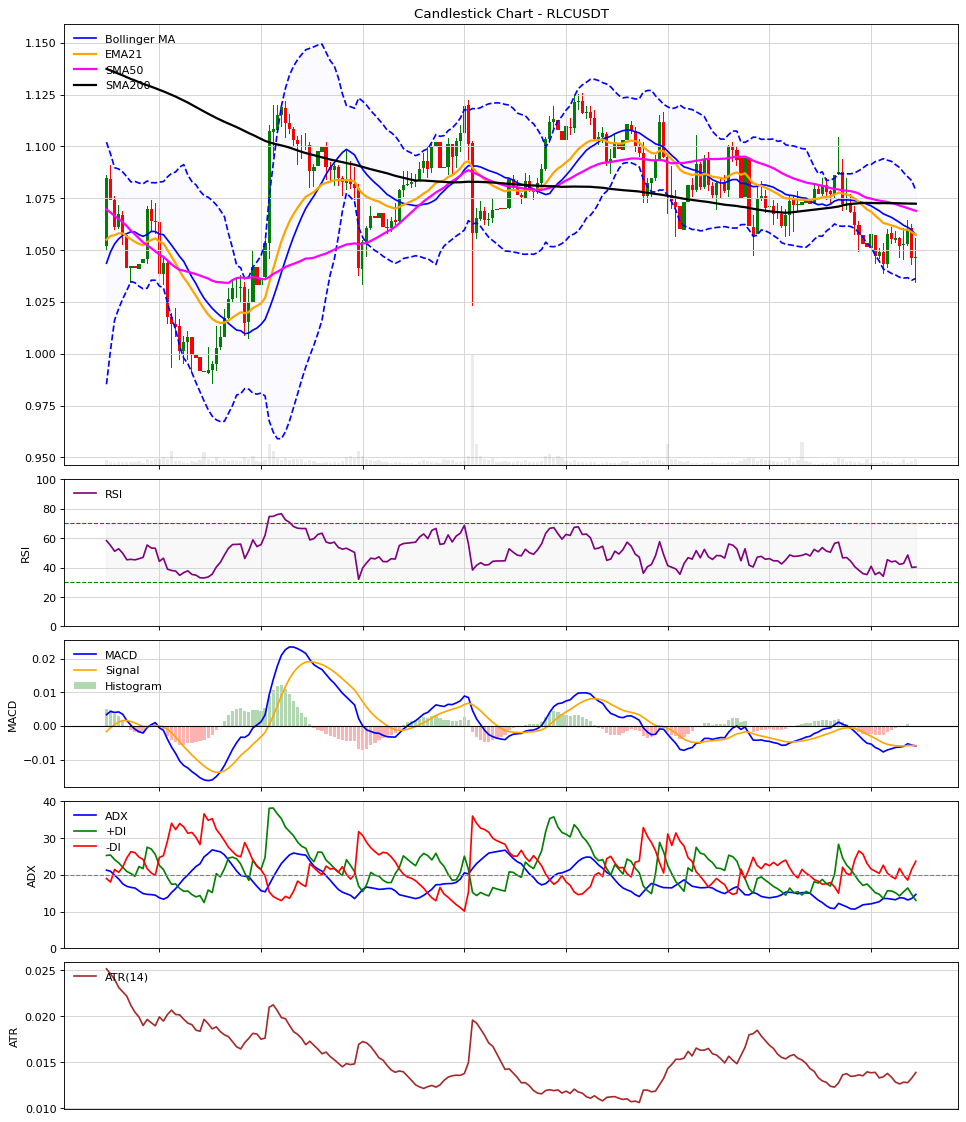 Candlestick Chart - RLCUSDT
Bollinger MA
EMA21
SMA50
SMA200
1.150
1.125
1.100
1.075
1.050
1.025
1.000
0.975
0.950
RSI
RSI
100
80
60
40
20
0
MACD
Signal
Histogram
MACD
0.02
0.01
0.00
−0.01
ADX
+DI
-DI
ADX
40
30
20
10
0
ATR(14)
ATR
0.025
0.020
0.015
0.010